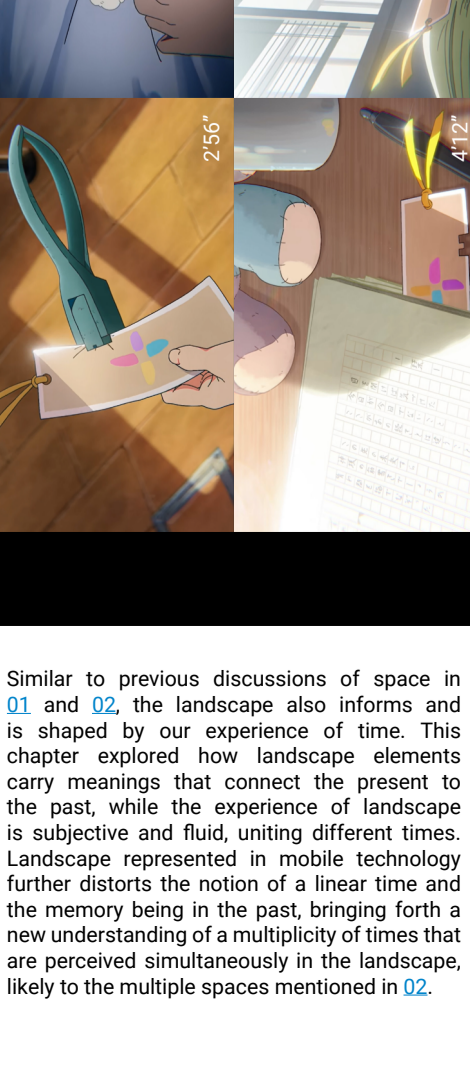 2’56”
4’12”
Similar to previous discussions of space in
01 and 02, the landscape also informs and
is shaped by our experience of time. This
chapter explored how landscape elements
carry meanings that connect the present to
the past, while the experience of landscape
is subjective and fluid, uniting different times.
Landscape represented in mobile technology
further distorts the notion of a linear time and
the memory being in the past, bringing forth a
new understanding of a multiplicity of times that
are perceived simultaneously in the landscape,
likely to the multiple spaces mentioned in 02.